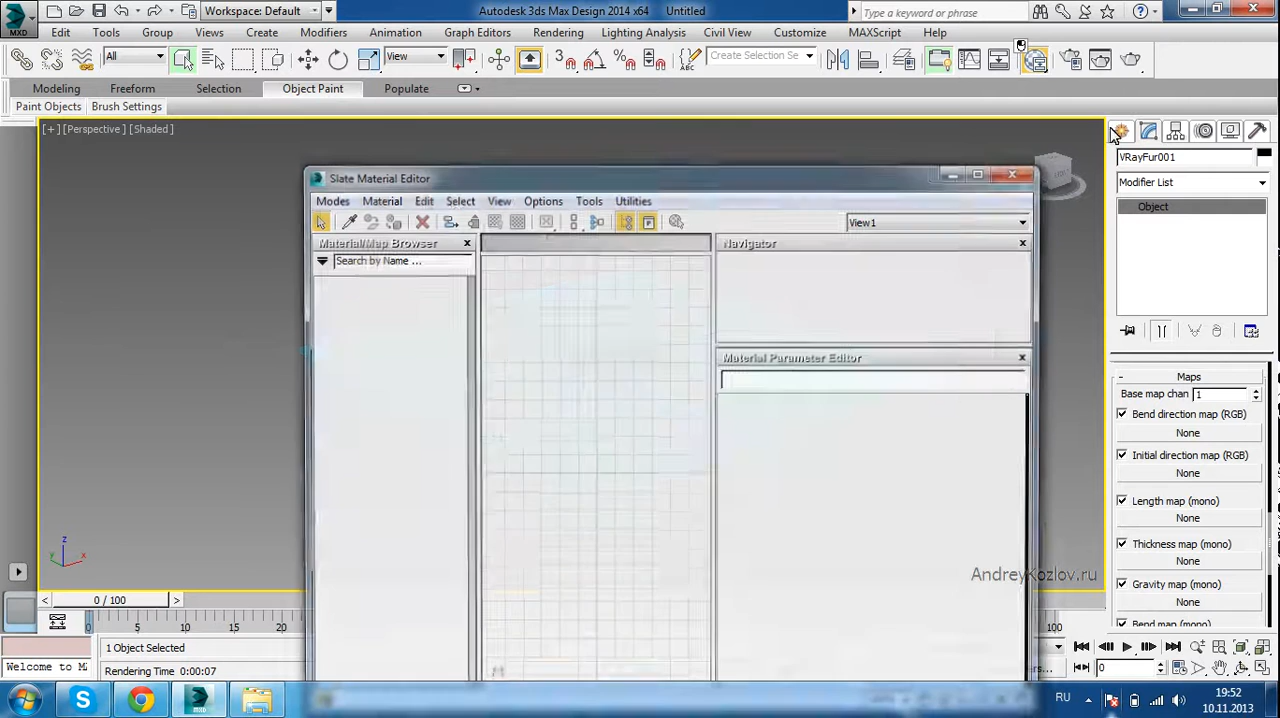 Workspace: Default
Autodesk 3ds Max Design 2014 x64
Untitled
Type a keyword or phrase
MXD
Edit
Tools
Group
Views
Create
Modifiers
Animation
Graph Editors
Rendering
Lighting Analysis
Civil View
Customize
MAXScript
Help
All
View
3
ABC
Create Selection Se
Modeling
Freeform
Selection
Object Paint
Populate
Paint Objects
Brush Settings
[+] [Perspective] [Shaded]
VRayFur001
Modifier List
Object
Slate Material Editor
Modes
Material
Edit
Select
View
Options
Tools
Utilities
View1
Material/Map Browser
Search by Name ...
Navigator
Material Parameter Editor
- Maps
Base map chan 1
Bend direction map (RGB)
None
Initial direction map (RGB)
None
Length map (mono)
None
Thickness map (mono)
None
Gravity map (mono)
None
Bend map (mono)
AndreyKozlov.ru
z
y
x
< 0 / 100 >
0
5
10
15
20
100
1 Object Selected
Welcome to M
Rendering Time 0:00:07
0
RU
19:52
10.11.2013